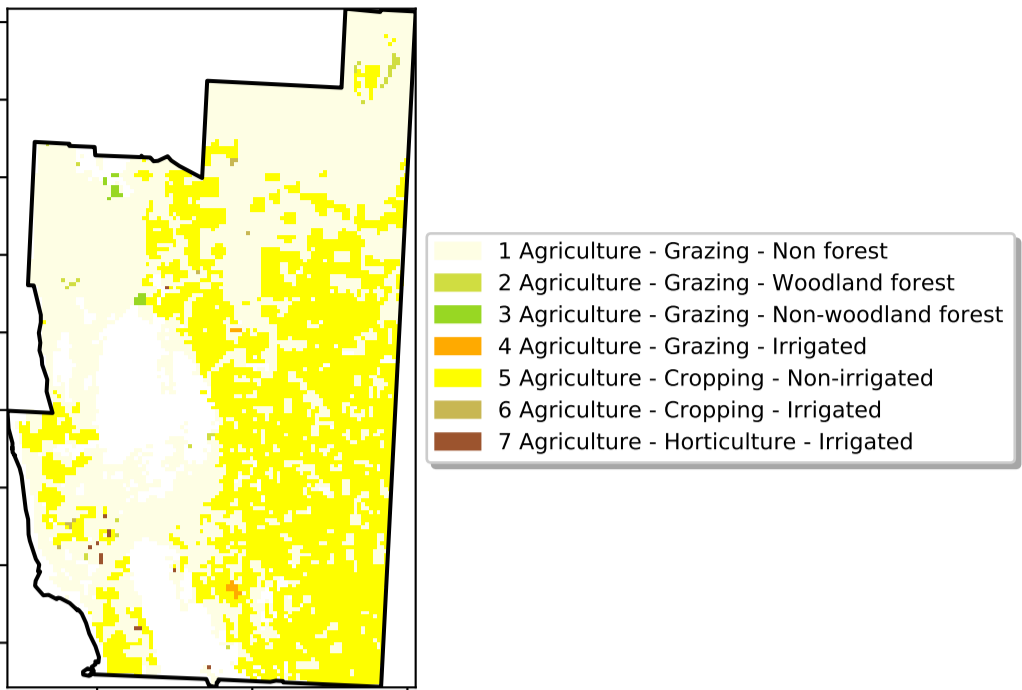 1 Agriculture - Grazing - Non forest
2 Agriculture - Grazing - Woodland forest
3 Agriculture - Grazing - Non-woodland forest
4 Agriculture - Grazing - Irrigated
5 Agriculture - Cropping - Non-irrigated
6 Agriculture - Cropping - Irrigated
7 Agriculture - Horticulture - Irrigated